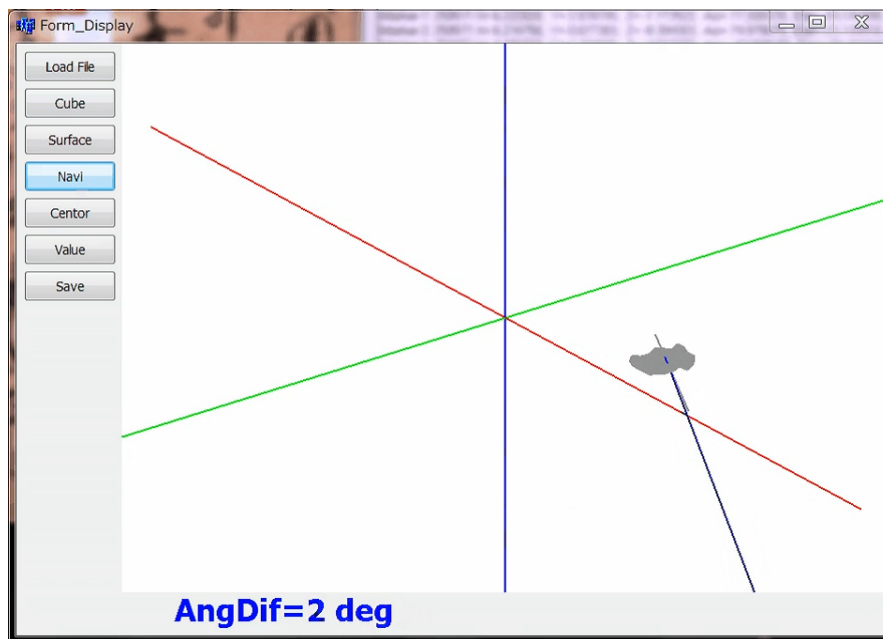 Form_Display
Load File
Cube
Surface
Navi
Centor
Value
Save
AngDif=2 deg